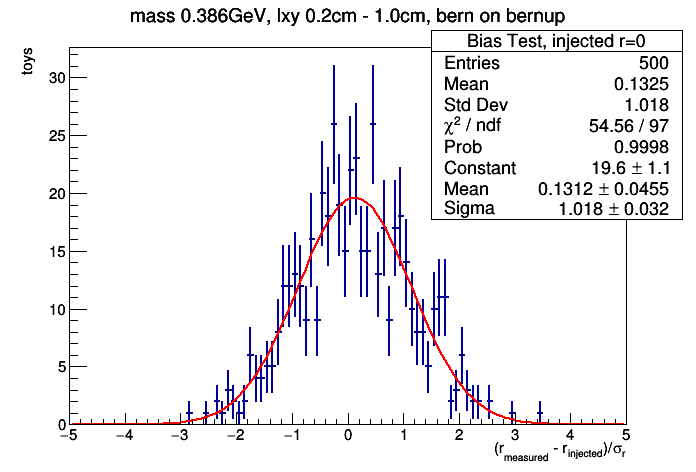 mass 0.386GeV, lxy 0.2cm - 1.0cm, bern on bernup
Bias Test, injected r=0
Entries 500
Mean 0.1325
Std Dev 1.018
χ² / ndf 54.56 / 97
Prob 0.9998
Constant 19.6 ± 1.1
Mean 0.1312 ± 0.0455
Sigma 1.018 ± 0.032
toys
30
25
20
15
10
5
0
−5 −4 −3 −2 −1 0 1 2 3 4 5
(r_measured - r_injected)/σ_r